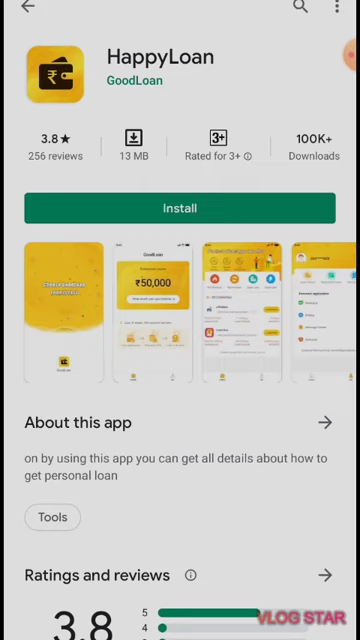 HappyLoan
GoodLoan
3.8★
256 reviews
13 MB
3+
Rated for 3+
100K+
Downloads
Install
GoodLoan
₹50,000
GoodLoan
About this app
on by using this app you can get all details about how to
get personal loan
Tools
Ratings and reviews
3.8
5
4
VLOG STAR